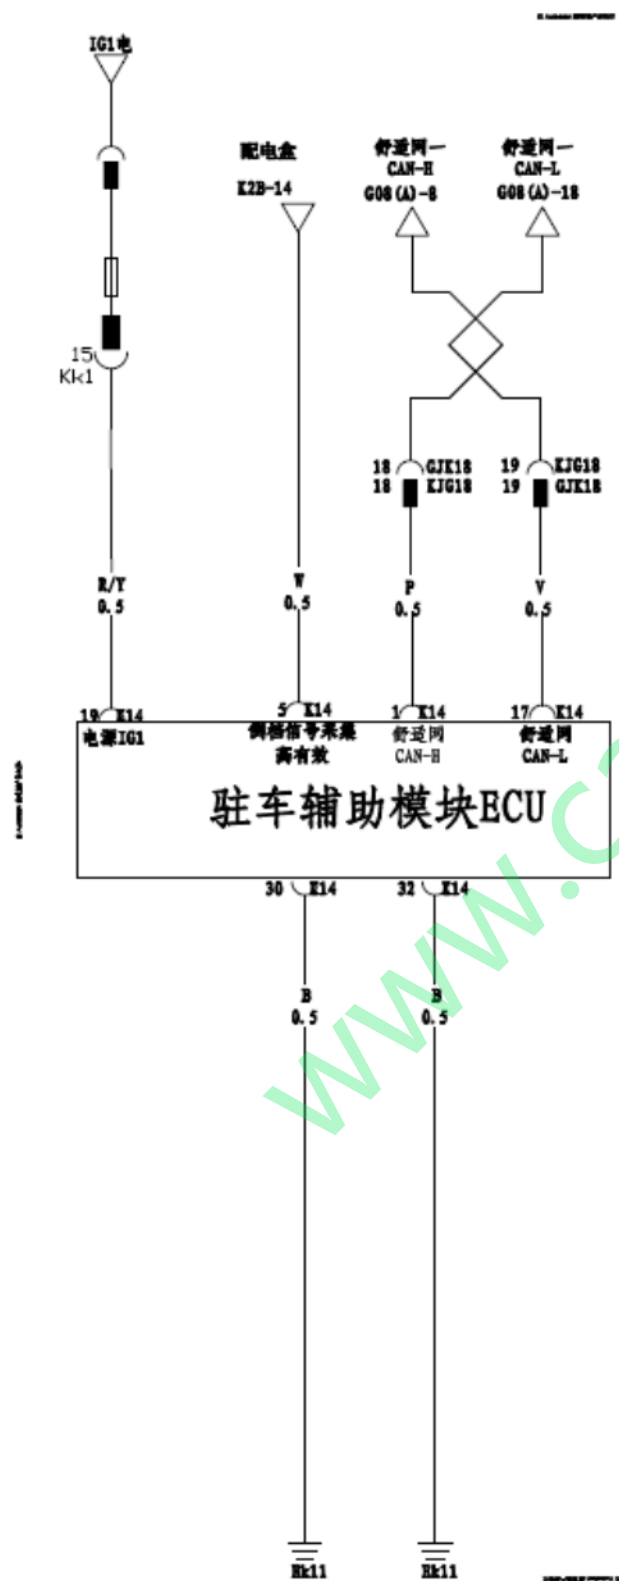 IG1电
配电盒
K2B-14
舒适网一
CAN-H
G08(A)-8
舒适网一
CAN-L
G08(A)-18
15
Kk1
18 GJK18
18 KJG18
19 KJG18
19 GJK18
R/Y
0.5
W
0.5
P
0.5
V
0.5
19 K14
5 K14
1 K14
17 K14
电源IG1
倒档信号采集
高有效
舒适网
CAN-H
舒适网
CAN-L
驻车辅助模块ECU
30 K14
32 K14
B
0.5
B
0.5
Ek11
Ek11
www.c